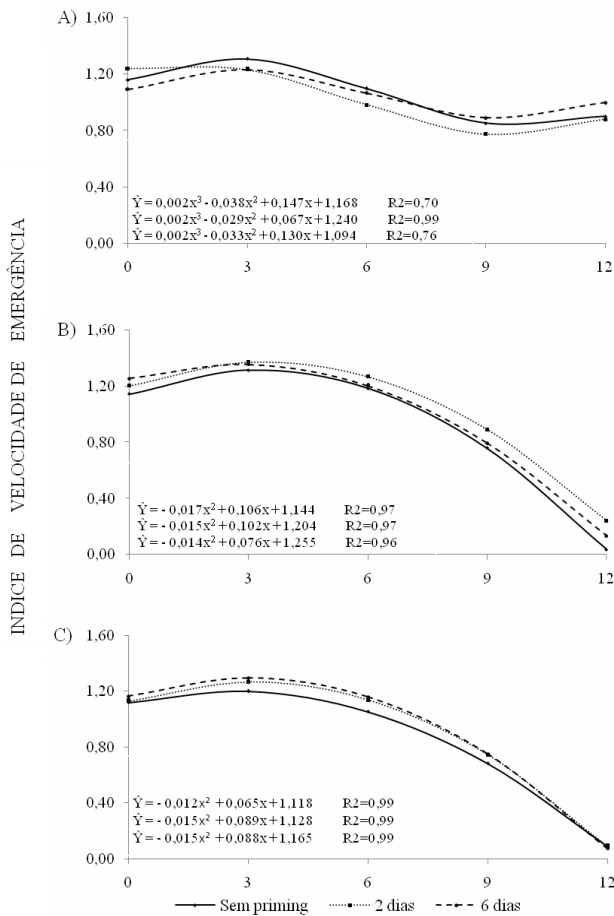 INDICE DE VELOCIDADE DE EMERGÊNCIA
A)
1,60
1,20
0,80
0,40
0,00
Ŷ = 0,002x³ - 0,038x² + 0,147x + 1,168 R2=0,70
Ŷ = 0,002x³ - 0,029x² + 0,067x + 1,240 R2=0,99
Ŷ = 0,002x³ - 0,033x² + 0,130x + 1,094 R2=0,76
0 3 6 9 12
B)
1,60
1,20
0,80
0,40
0,00
Ŷ = - 0,017x² + 0,106x + 1,144 R2=0,97
Ŷ = - 0,015x² + 0,102x + 1,204 R2=0,97
Ŷ = - 0,014x² + 0,076x + 1,255 R2=0,96
0 3 6 9 12
C)
1,60
1,20
0,80
0,40
0,00
Ŷ = - 0,012x² + 0,065x + 1,118 R2=0,99
Ŷ = - 0,015x² + 0,089x + 1,128 R2=0,99
Ŷ = - 0,015x² + 0,088x + 1,165 R2=0,99
0 3 6 9 12
Sem priming 2 dias 6 dias